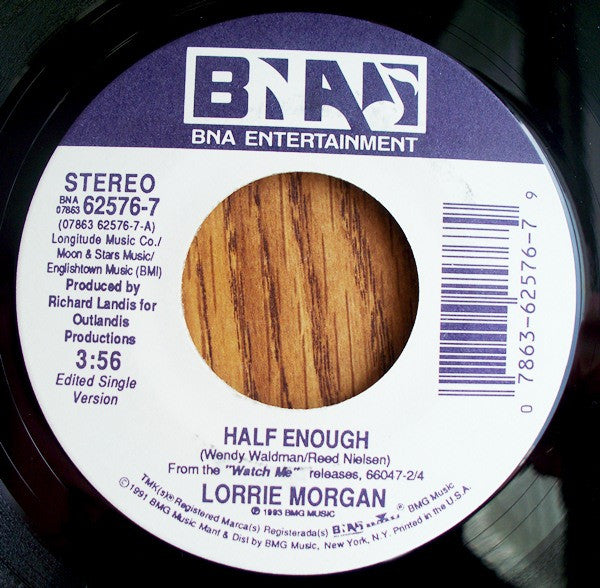 BNA
BNA ENTERTAINMENT
STEREO
BNA
07863 62576-7
(07863 62576-7-A)
Longitude Music Co./
Moon & Stars Music/
Englishtown Music (BMI)
Produced by
Richard Landis for
Outlandis
Productions
3:56
Edited Single
Version
0 7863-62576-7 9
HALF ENOUGH
(Wendy Waldman/Reed Nielsen)
From the "Watch Me" releases, 66047-2/4
LORRIE MORGAN
℗ 1993 BMG MUSIC
TMK(s)® Registered Marca(s) Registrada(s) BNA ® BMG Music
©1991 BMG Music Manf & Dist by BMG Music, New York, N.Y. Printed in the U.S.A.